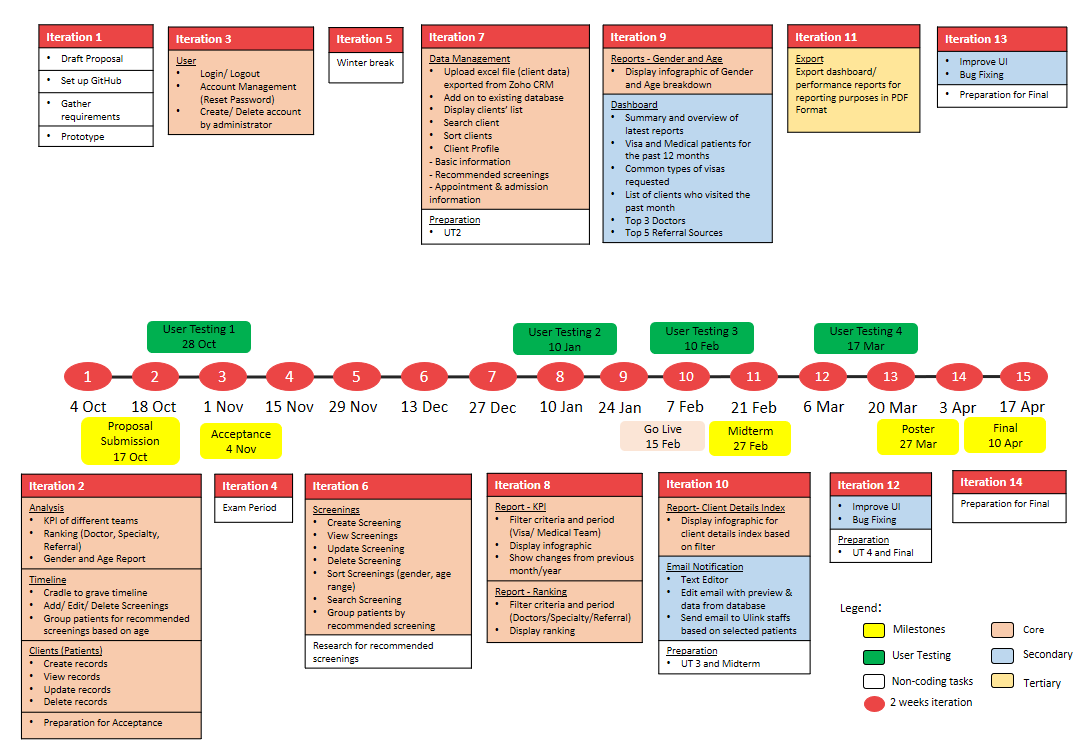 Iteration 1
• Draft Proposal
• Set up GitHub
• Gather
requirements
• Prototype
Iteration 3
User
• Login/ Logout
• Account Management
(Reset Password)
• Create/ Delete account
by administrator
Iteration 5
Winter break
Iteration 7
Data Management
• Upload excel file (client data)
exported from Zoho CRM
• Add on to existing database
• Display clients' list
• Search client
• Sort clients
• Client Profile
- Basic information
- Recommended screenings
- Appointment & admission
information
Preparation
• UT2
Iteration 9
Reports - Gender and Age
• Display infographic of Gender
and Age breakdown
Dashboard
• Summary and overview of
latest reports
• Visa and Medical patients for
the past 12 months
• Common types of visas
requested
• List of clients who visited the
past month
• Top 3 Doctors
• Top 5 Referral Sources
Iteration 11
Export
Export dashboard/
performance reports for
reporting purposes in PDF
Format
Iteration 13
• Improve UI
• Bug Fixing
• Preparation for Final
User Testing 1
28 Oct
User Testing 2
10 Jan
User Testing 3
10 Feb
User Testing 4
17 Mar
1 2 3 4 5 6 7 8 9 10 11 12 13 14 15
4 Oct 18 Oct 1 Nov 15 Nov 29 Nov 13 Dec 27 Dec 10 Jan 24 Jan 7 Feb 21 Feb 6 Mar 20 Mar 3 Apr 17 Apr
Proposal
Submission
17 Oct
Acceptance
4 Nov
Go Live
15 Feb
Midterm
27 Feb
Poster
27 Mar
Final
10 Apr
Iteration 2
Analysis
• KPI of different teams
• Ranking (Doctor, Specialty,
Referral)
• Gender and Age Report
Timeline
• Cradle to grave timeline
• Add/ Edit/ Delete Screenings
• Group patients for recommended
screenings based on age
Clients (Patients)
• Create records
• View records
• Update records
• Delete records
• Preparation for Acceptance
Iteration 4
Exam Period
Iteration 6
Screenings
• Create Screening
• View Screenings
• Update Screening
• Delete Screening
• Sort Screenings (gender, age
range)
• Search Screening
• Group patients by
recommended screening
Research for recommended
screenings
Iteration 8
Report - KPI
• Filter criteria and period
(Visa/ Medical Team)
• Display infographic
• Show changes from previous
month/year
Report - Ranking
• Filter criteria and period
(Doctors/Specialty/Referral)
• Display ranking
Iteration 10
Report- Client Details Index
• Display infographic for
client details index based
on filter
Email Notification
• Text Editor
• Edit email with preview &
data from database
• Send email to Ulink staffs
based on selected patients
Preparation
• UT 3 and Midterm
Iteration 12
• Improve UI
• Bug Fixing
Preparation
• UT 4 and Final
Iteration 14
Preparation for Final
Legend:
Milestones
User Testing
Non-coding tasks
2 weeks iteration
Core
Secondary
Tertiary